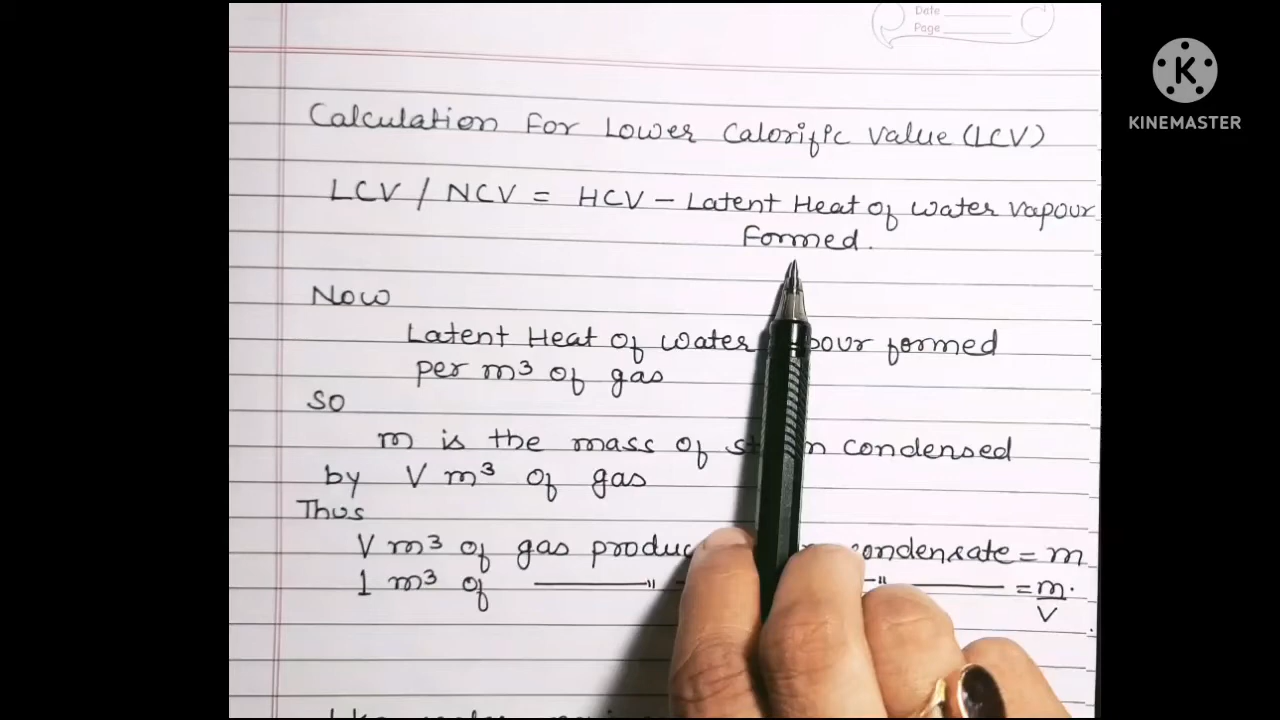 Date
Page
K
KINEMASTER
Calculation For Lower Calorific Value (LCV)
LCV / NCV = HCV - Latent Heat Of Water Vapour
Formed.
Now
Latent Heat Of Water pour formed
per m³ of gas
SO
m is the mass of st m condensed
by V m³ of gas
Thus
V m³ of gas produc condensate = m
1 m³ of —————" —" ————— = m/V